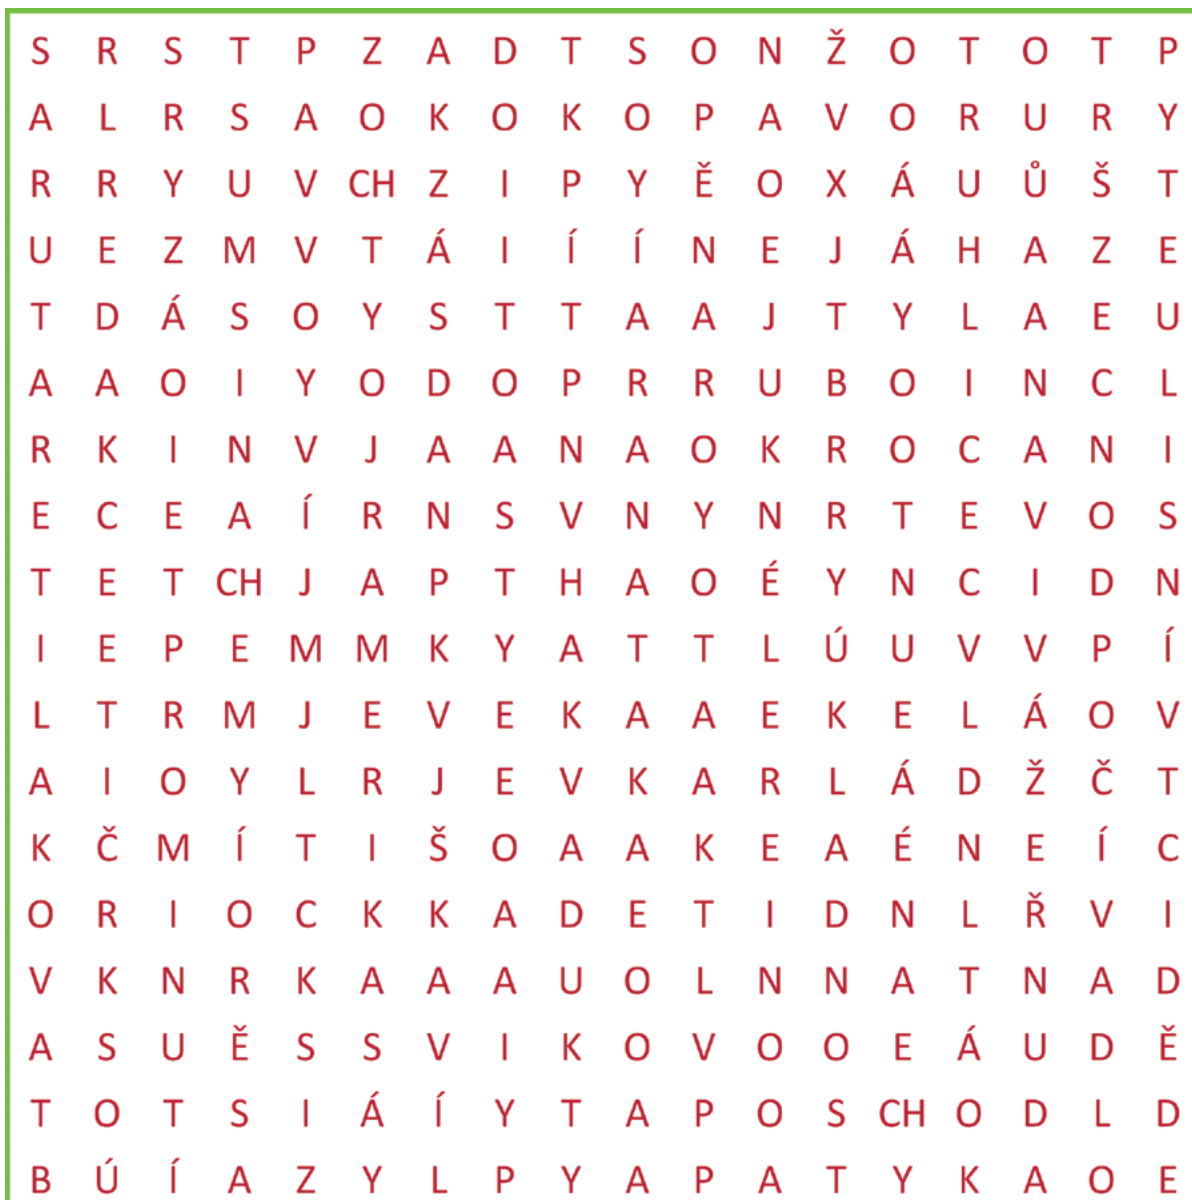 S R S T P Z A D T S O N Ž O T O T P
A L R S A O K O K O P A V O R U R Y
R R Y U V CH Z I P Y Ě O X Á U Ů Š T
U E Z M V T Á I Í Í N E J Á H A Z E
T D Á S O Y S T T A A J T Y L A E U
A A O I Y O D O P R R U B O I N C L
R K I N V J A A N A O K R O C A N I
E C E A Í R N S V N Y N R T E V O S
T E T CH J A P T H A O É Y N C I D N
I E P E M M K Y A T T L Ú U V V P Í
L T R M J E V E K A A E K E L Á O V
A I O Y L R J E V K A R L Á D Ž Č T
K Č M Í T I Š O A A K E A É N E Í C
O R I O C K K A D E T I D N L Ř V I
V K N R K A A A U O L N N A T N A D
A S U Ě S S V I K O V O O E Á U D Ě
T O T S I Á Í Y T A P O S CH O D L D
B Ú Í A Z Y L P Y A P A T Y K A O E